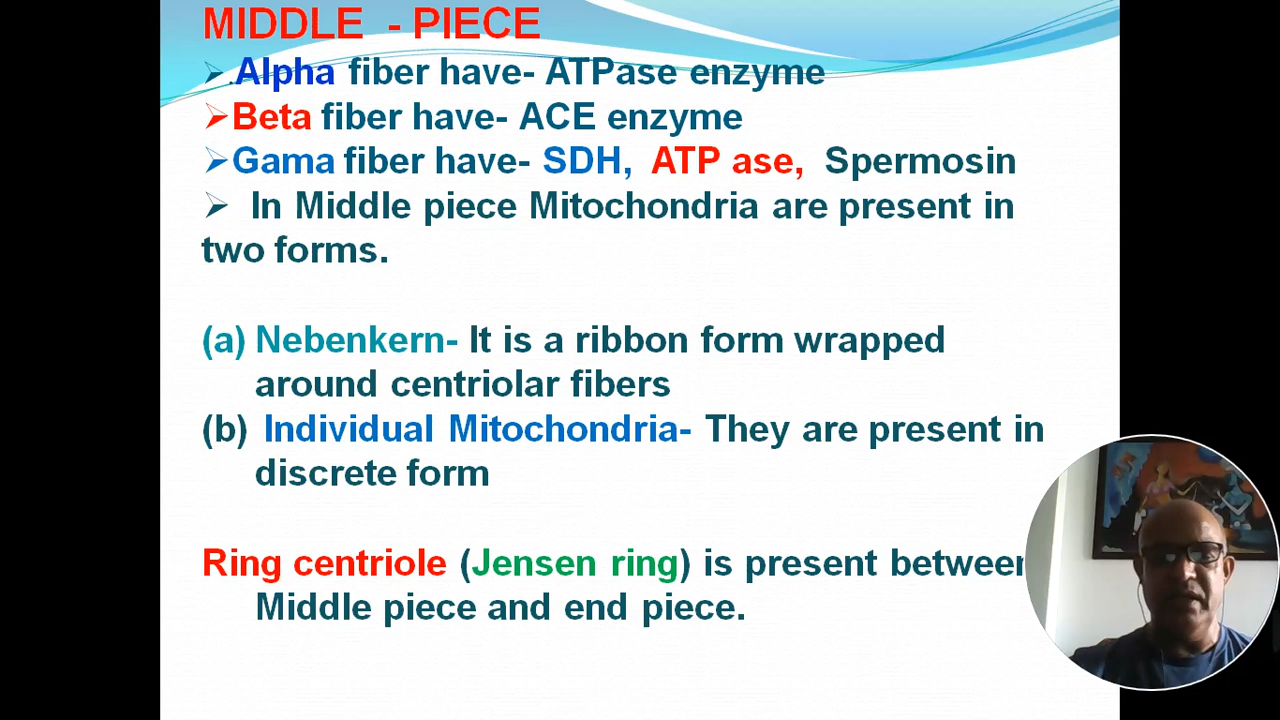 MIDDLE - PIECE
.Alpha fiber have- ATPase enzyme
Beta fiber have- ACE enzyme
Gama fiber have- SDH, ATP ase, Spermosin
In Middle piece Mitochondria are present in
two forms.
(a) Nebenkern- It is a ribbon form wrapped
around centriolar fibers
(b) Individual Mitochondria- They are present in
discrete form
Ring centriole (Jensen ring) is present between
Middle piece and end piece.